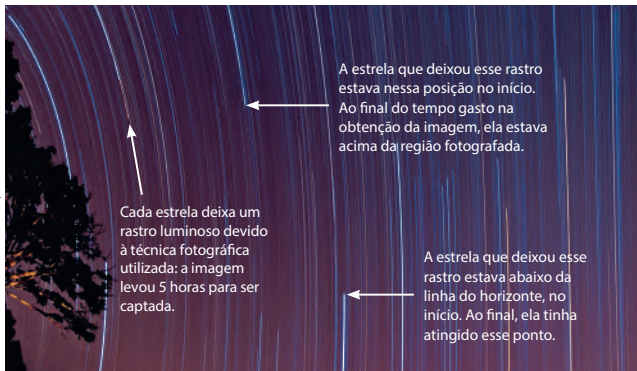 A estrela que deixou esse rastro
estava nessa posição no início.
Ao final do tempo gasto na
obtenção da imagem, ela estava
acima da região fotografada.
Cada estrela deixa um
rastro luminoso devido
à técnica fotográfica
utilizada: a imagem
levou 5 horas para ser
captada.
A estrela que deixou esse
rastro estava abaixo da
linha do horizonte, no
início. Ao final, ela tinha
atingido esse ponto.